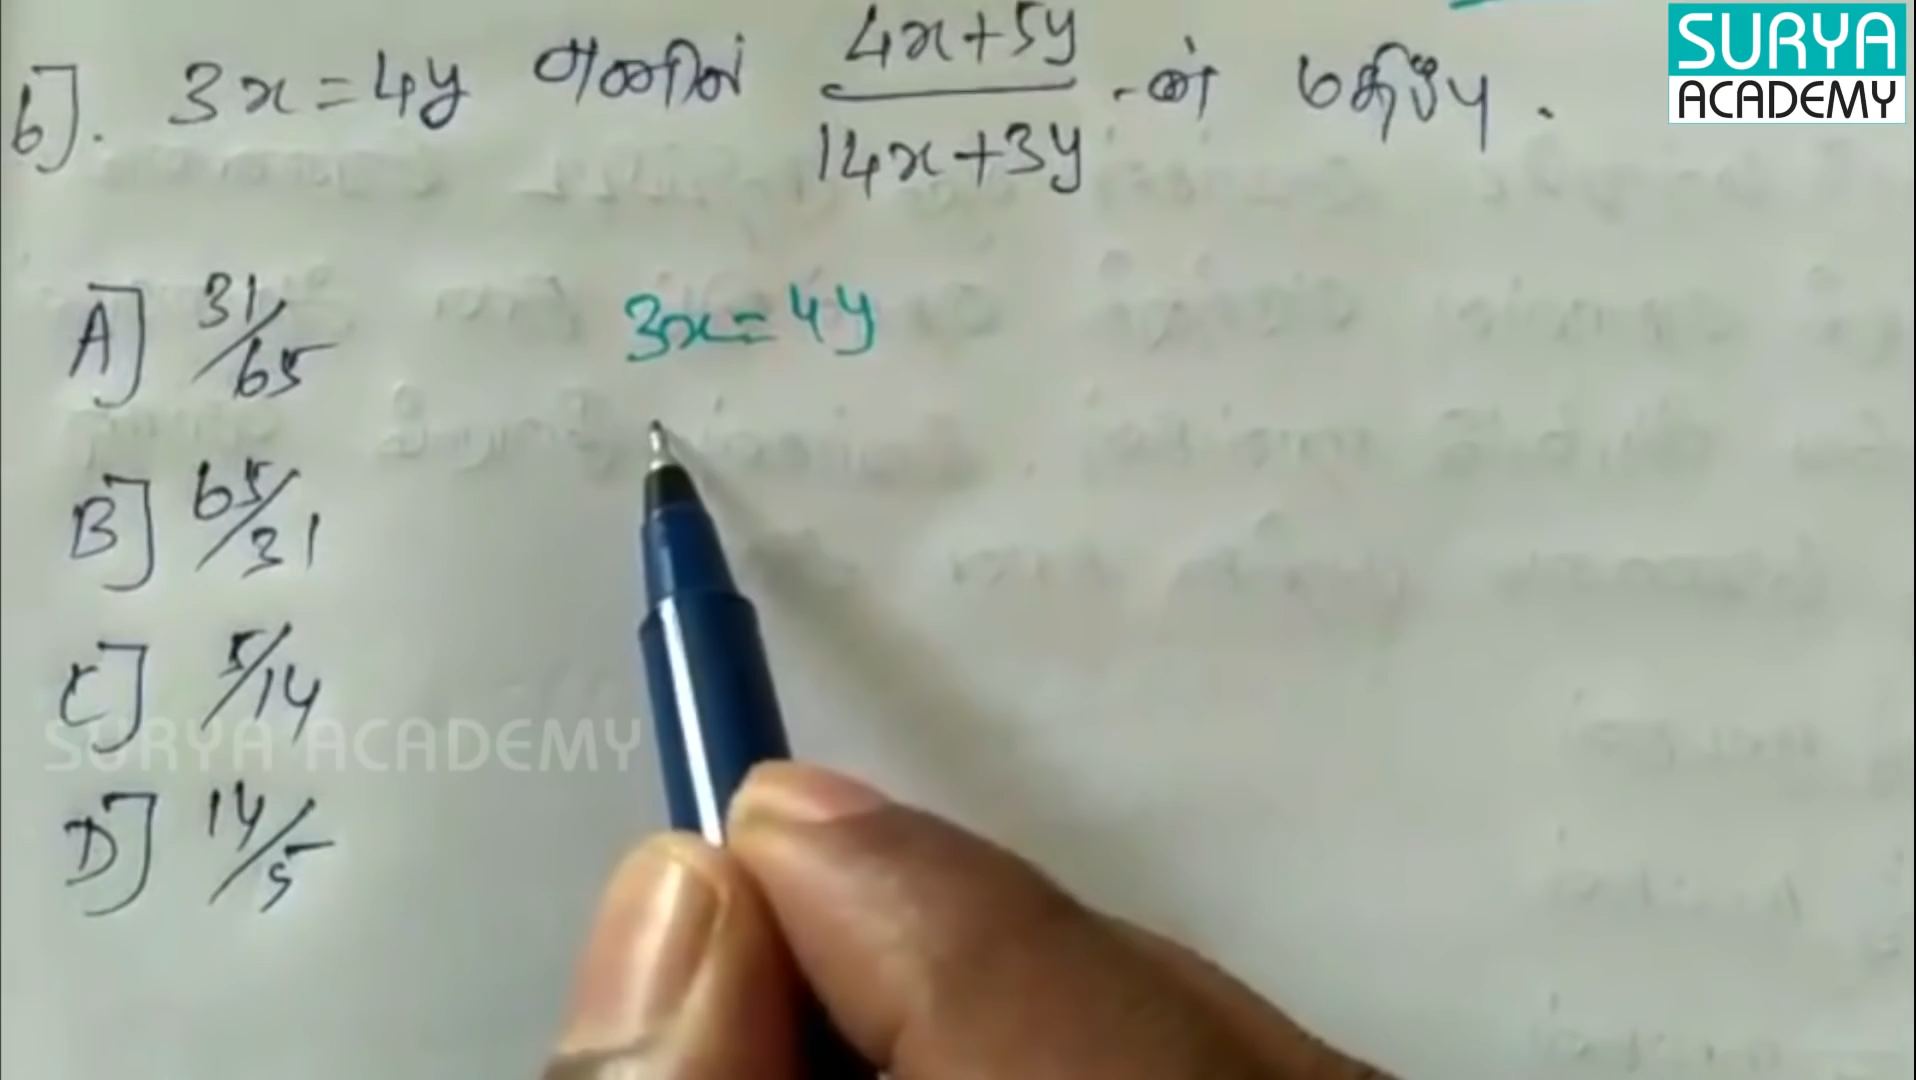 6]. 3x=4y எனில் 4x+5y/14x+3y -ன் மதிப்பு.
SURYA
ACADEMY
A] 31/65
3x=4y
B] 65/31
C] 5/14
SURYA ACADEMY
D] 14/5